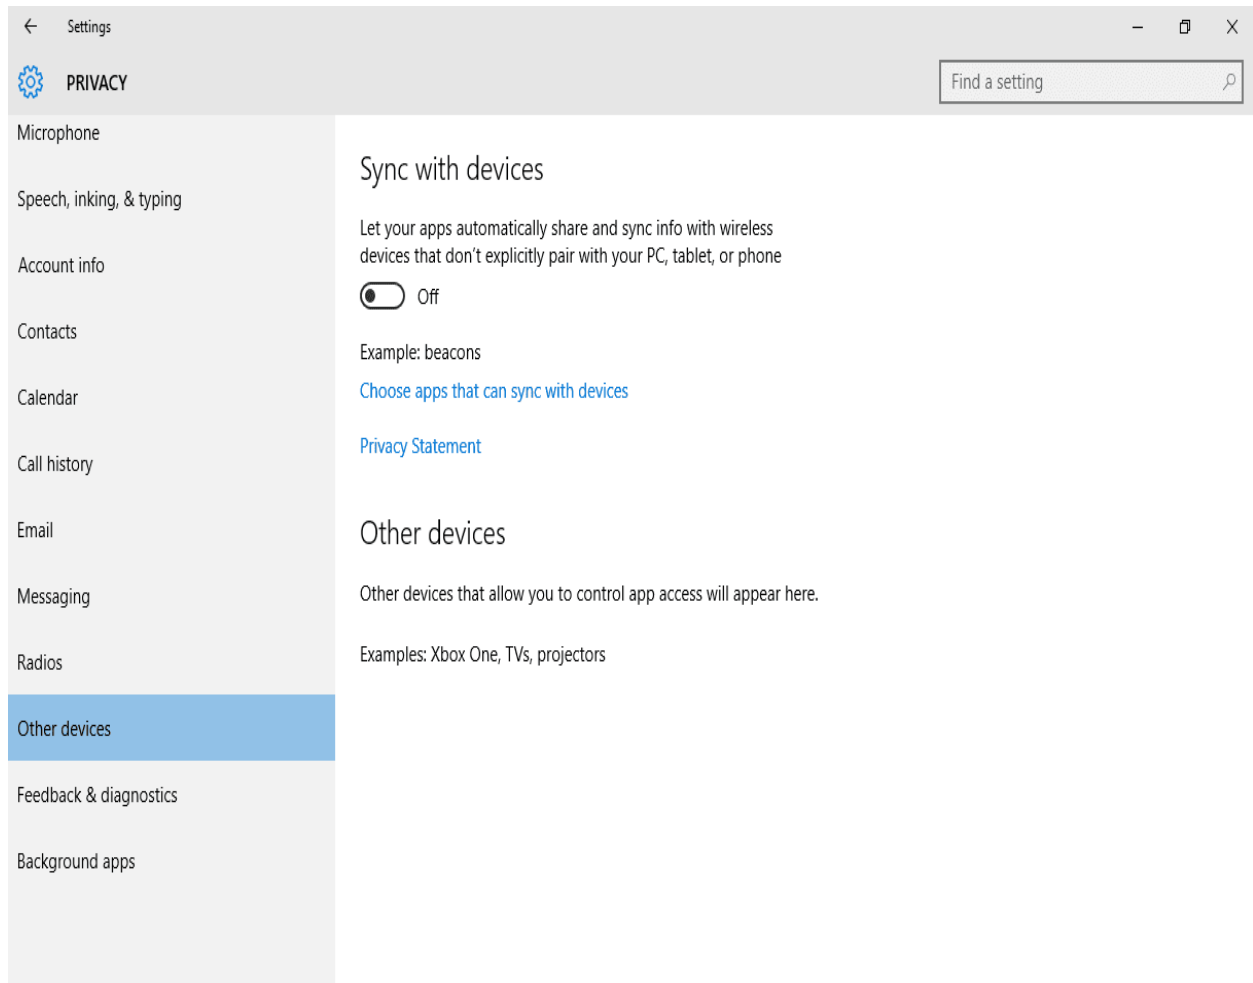 Settings
PRIVACY
Find a setting
Microphone
Speech, inking, & typing
Account info
Contacts
Calendar
Call history
Email
Messaging
Radios
Other devices
Feedback & diagnostics
Background apps
Sync with devices
Let your apps automatically share and sync info with wireless
devices that don’t explicitly pair with your PC, tablet, or phone
Off
Example: beacons
Choose apps that can sync with devices
Privacy Statement
Other devices
Other devices that allow you to control app access will appear here.
Examples: Xbox One, TVs, projectors